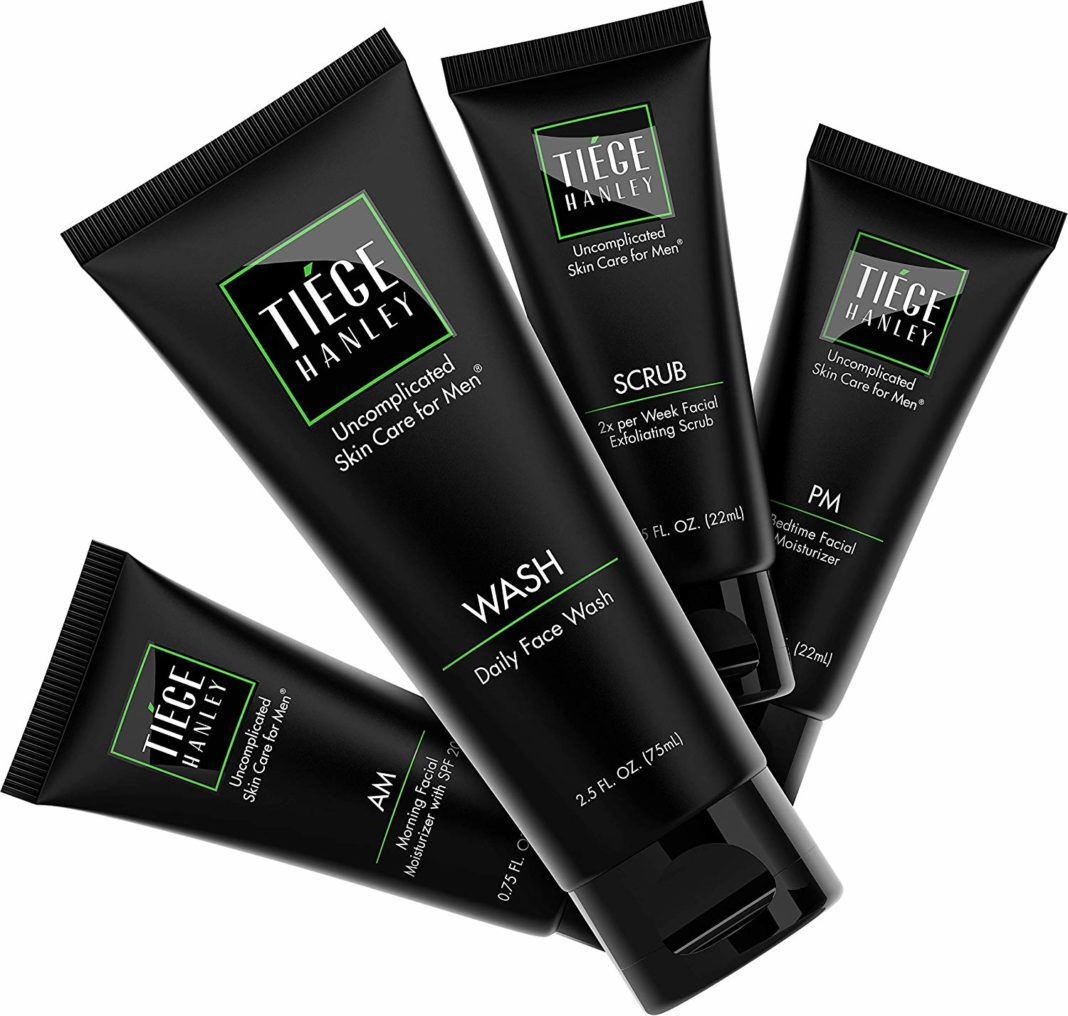 TIÉGE
HANLEY
Uncomplicated
Skin Care for Men®
WASH
Daily Face Wash
2.5 FL. OZ. (75mL)
TIÉGE
HANLEY
Uncomplicated
Skin Care for Men®
SCRUB
2x per Week Facial
Exfoliating Scrub
5 FL. OZ. (22mL)
TIÉGE
HANLEY
Uncomplicated
Skin Care for Men®
PM
Bedtime Facial
Moisturizer
(22mL)
TIÉGE
HANLEY
Uncomplicated
Skin Care for Men®
AM
Morning Facial
Moisturizer with SPF 20
0.75 FL.